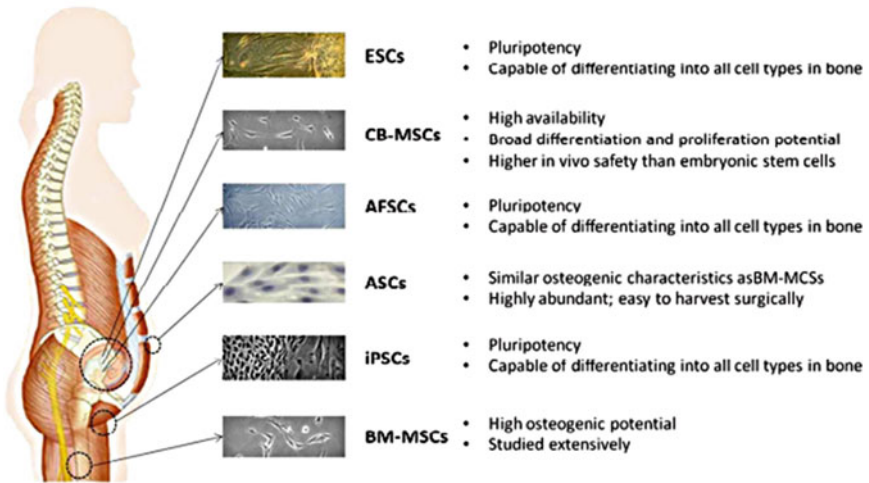 ESCs
• Pluripotency
• Capable of differentiating into all cell types in bone
CB-MSCs
• High availability
• Broad differentiation and proliferation potential
• Higher in vivo safety than embryonic stem cells
AFSCs
• Pluripotency
• Capable of differentiating into all cell types in bone
ASCs
• Similar osteogenic characteristics asBM-MCSs
• Highly abundant; easy to harvest surgically
iPSCs
• Pluripotency
• Capable of differentiating into all cell types in bone
BM-MSCs
• High osteogenic potential
• Studied extensively